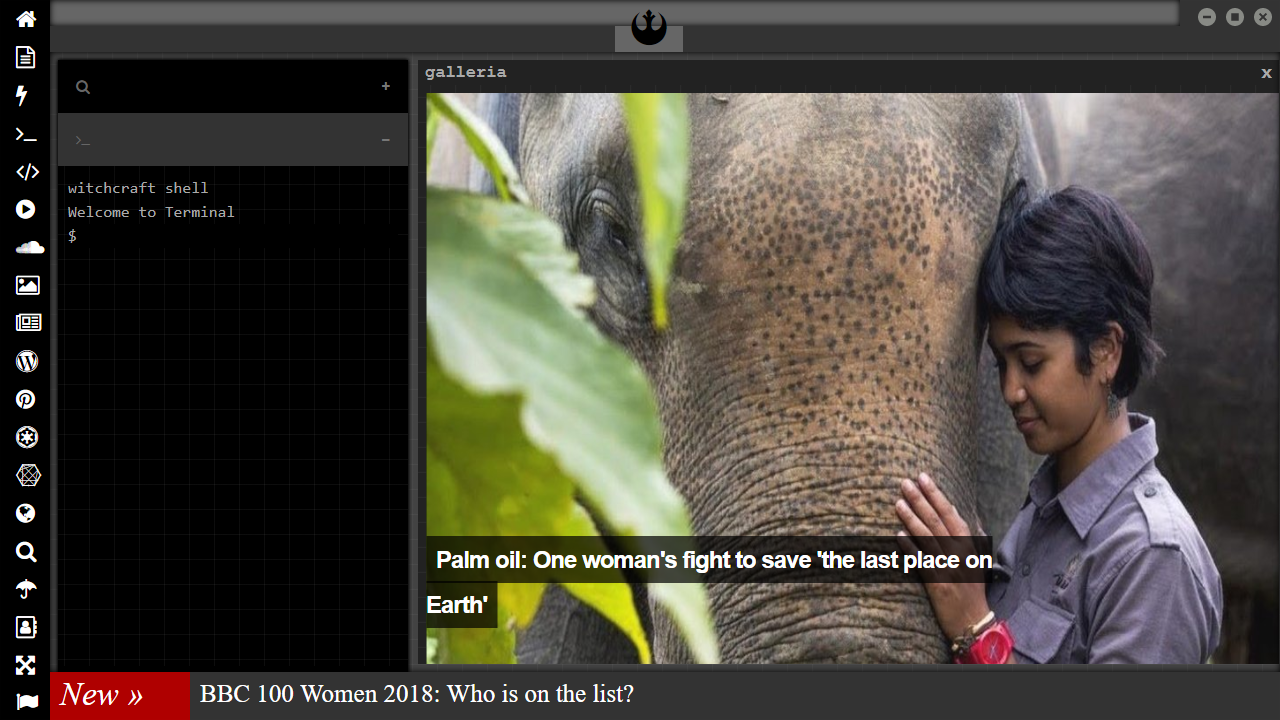 galleria
x
+
>_
−
witchcraft shell
Welcome to Terminal
$
Palm oil: One woman's fight to save 'the last place on
Earth'
New »
BBC 100 Women 2018: Who is on the list?